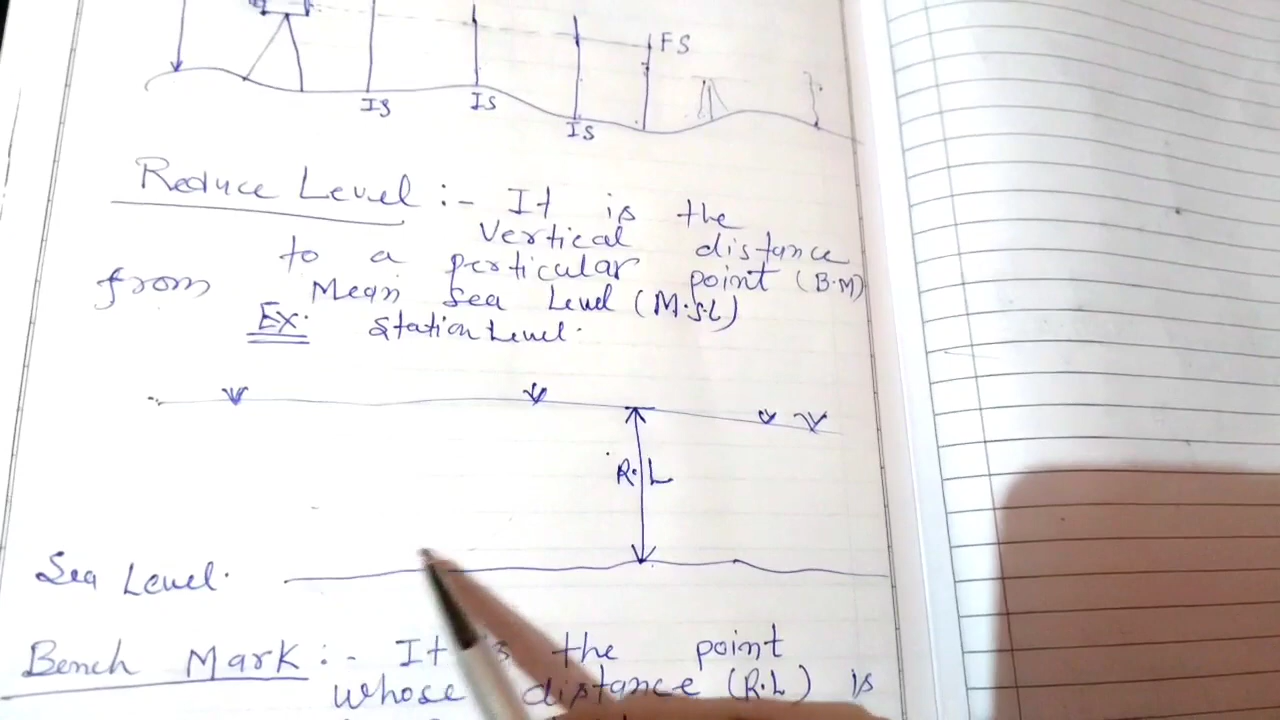 FS
IS
IS
IS
Reduce Level :- It is the
vertical distance
to a perticular point (B.M)
from Mean Sea Level (M.S.L)
Ex: Station Level.
R.L
Sea Level.
Bench Mark :- It is the point
whose distance (R.L) is